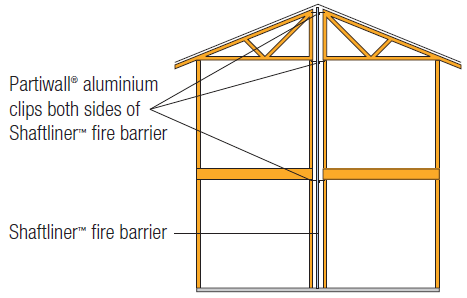 Partiwall® aluminium
clips both sides of
Shaftliner™ fire barrier
Shaftliner™ fire barrier